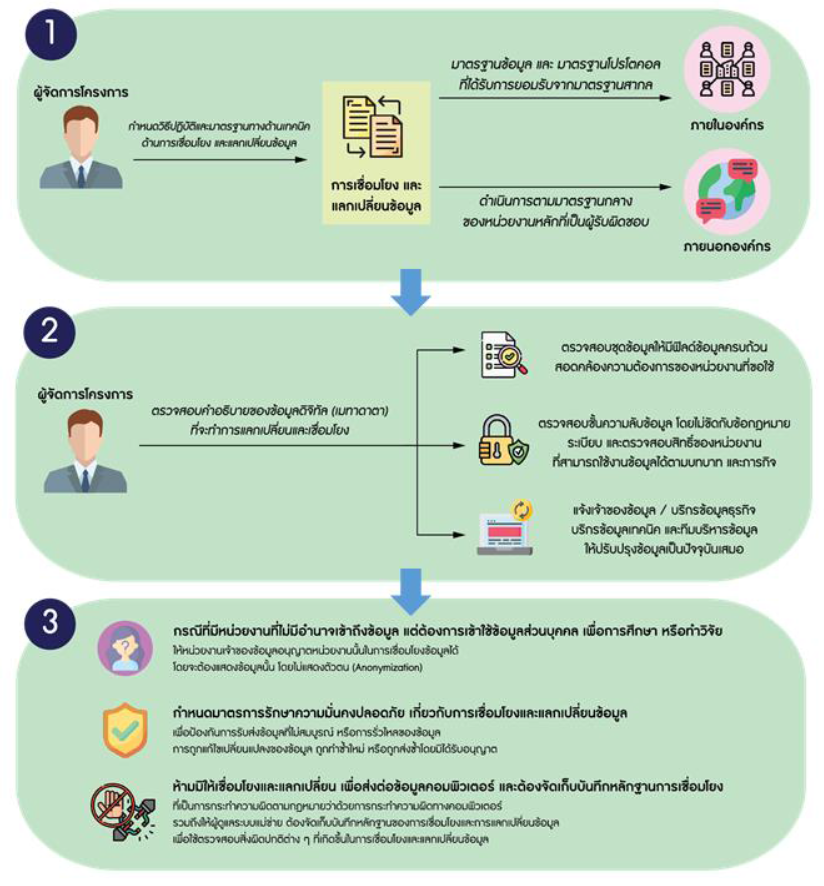 1
ผู้จัดการโครงการ
กำหนดวิธีปฏิบัติและมาตรฐานทางด้านเทคนิค
ด้านการเชื่อมโยง และแลกเปลี่ยนข้อมูล
การเชื่อมโยง และ
แลกเปลี่ยนข้อมูล
มาตรฐานข้อมูล และ มาตรฐานโปรโตคอล
ที่ได้รับการยอมรับจากมาตรฐานสากล
ภายในองค์กร
ดำเนินการตามมาตรฐานกลาง
ของหน่วยงานหลักที่เป็นผู้รับผิดชอบ
ภายนอกองค์กร
2
ผู้จัดการโครงการ
ตรวจสอบคำอธิบายของข้อมูลดิจิทัล (เมทาดาตา)
ที่จะทำการแลกเปลี่ยนและเชื่อมโยง
ตรวจสอบชุดข้อมูลให้มีฟิลด์ข้อมูลครบถ้วน
สอดคล้องความต้องการของหน่วยงานที่ขอใช้
ตรวจสอบชั้นความลับข้อมูล โดยไม่ขัดกับข้อกฎหมาย
ระเบียบ และตรวจสอบสิทธิ์ของหน่วยงาน
ที่สามารถใช้งานข้อมูลได้ตามบทบาท และภารกิจ
แจ้งเจ้าของข้อมูล / บริกรข้อมูลธุรกิจ
บริกรข้อมูลเทคนิค และทีมบริหารข้อมูล
ให้ปรับปรุงข้อมูลเป็นปัจจุบันเสมอ
3
กรณีที่มีหน่วยงานที่ไม่มีอำนาจเข้าถึงข้อมูล แต่ต้องการเข้าใช้ข้อมูลส่วนบุคคล เพื่อการศึกษา หรือทำวิจัย
ให้หน่วยงานเจ้าของข้อมูลอนุญาตหน่วยงานนั้นในการเชื่อมโยงข้อมูลได้
โดยจะต้องแสดงข้อมูลนั้น โดยไม่แสดงตัวตน (Anonymization)
กำหนดมาตรการรักษาความมั่นคงปลอดภัย เกี่ยวกับการเชื่อมโยงและแลกเปลี่ยนข้อมูล
เพื่อป้องกันการรับส่งข้อมูลที่ไม่สมบูรณ์ หรือการรั่วไหลของข้อมูล
การถูกแก้ไขเปลี่ยนแปลงของข้อมูล ถูกทำซ้ำใหม่ หรือถูกส่งซ้ำโดยมิได้รับอนุญาต
ห้ามมิให้เชื่อมโยงและแลกเปลี่ยน เพื่อส่งต่อข้อมูลคอมพิวเตอร์ และต้องจัดเก็บบันทึกหลักฐานการเชื่อมโยง
ที่เป็นการกระทำความผิดตามกฎหมายว่าด้วยการกระทำความผิดทางคอมพิวเตอร์
รวมถึงให้ผู้ดูแลระบบแม่ข่าย ต้องจัดเก็บบันทึกหลักฐานของการเชื่อมโยงและการแลกเปลี่ยนข้อมูล
เพื่อใช้ตรวจสอบสิ่งผิดปกติต่าง ๆ ที่เกิดขึ้นในการเชื่อมโยงและแลกเปลี่ยนข้อมูล